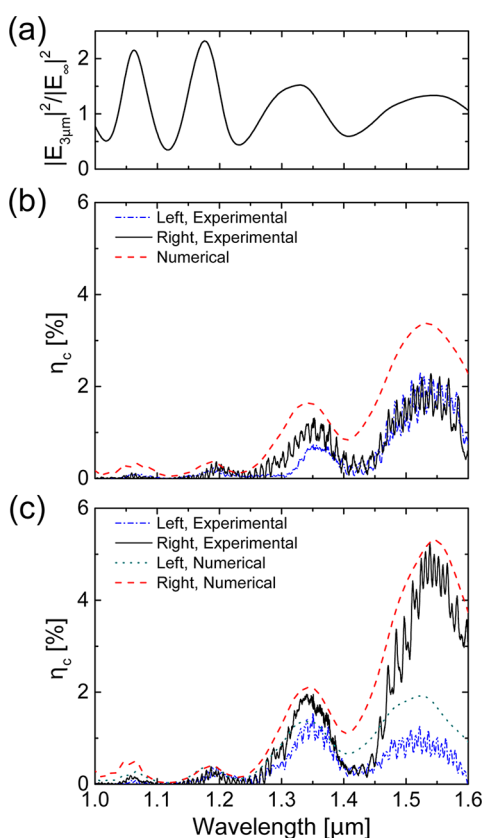 (a)
|E3μm|²/|E∞|²
2
1
0
(b)
ηc [%]
6
4
2
0
Left, Experimental
Right, Experimental
Numerical
(c)
ηc [%]
6
4
2
0
Left, Experimental
Right, Experimental
Left, Numerical
Right, Numerical
1.0 1.1 1.2 1.3 1.4 1.5 1.6
Wavelength [μm]